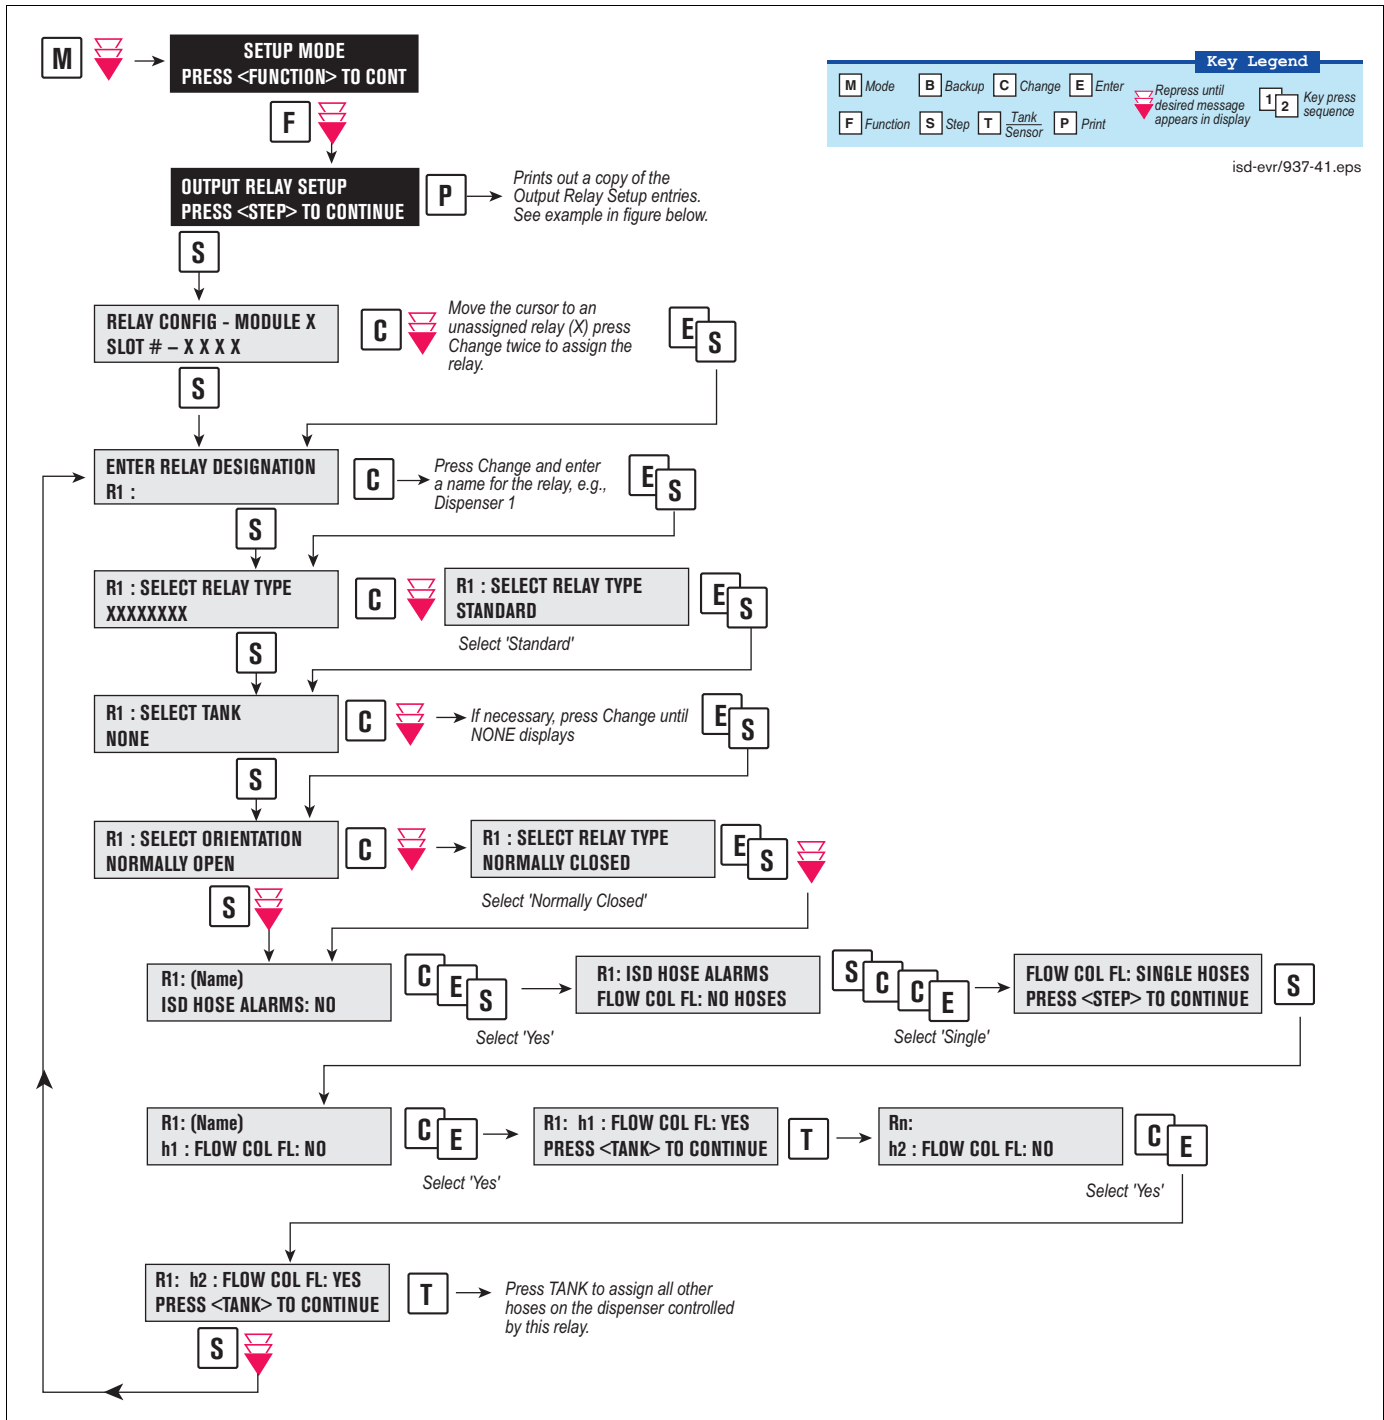 M
SETUP MODE
PRESS <FUNCTION> TO CONT
Key Legend
M Mode
B Backup
C Change
E Enter
Repress until
desired message
appears in display
1 2
Key press
sequence
F Function
S Step
T Tank
Sensor
P Print
isd-evr/937-41.eps
F
OUTPUT RELAY SETUP
PRESS <STEP> TO CONTINUE
P
Prints out a copy of the
Output Relay Setup entries.
See example in figure below.
S
RELAY CONFIG - MODULE X
SLOT # – X X X X
C
Move the cursor to an
unassigned relay (X) press
Change twice to assign the
relay.
E S
S
ENTER RELAY DESIGNATION
R1 :
C
Press Change and enter
a name for the relay, e.g.,
Dispenser 1
E S
S
R1 : SELECT RELAY TYPE
XXXXXXXX
C
R1 : SELECT RELAY TYPE
STANDARD
Select 'Standard'
E S
S
R1 : SELECT TANK
NONE
C
If necessary, press Change until
NONE displays
E S
S
R1 : SELECT ORIENTATION
NORMALLY OPEN
C
R1 : SELECT RELAY TYPE
NORMALLY CLOSED
Select 'Normally Closed'
E S
S
R1: (Name)
ISD HOSE ALARMS: NO
C E S
Select 'Yes'
R1: ISD HOSE ALARMS
FLOW COL FL: NO HOSES
S C C E
Select 'Single'
FLOW COL FL: SINGLE HOSES
PRESS <STEP> TO CONTINUE
S
R1: (Name)
h1 : FLOW COL FL: NO
C E
Select 'Yes'
R1: h1 : FLOW COL FL: YES
PRESS <TANK> TO CONTINUE
T
Rn:
h2 : FLOW COL FL: NO
C E
Select 'Yes'
R1: h2 : FLOW COL FL: YES
PRESS <TANK> TO CONTINUE
T
Press TANK to assign all other
hoses on the dispenser controlled
by this relay.
S